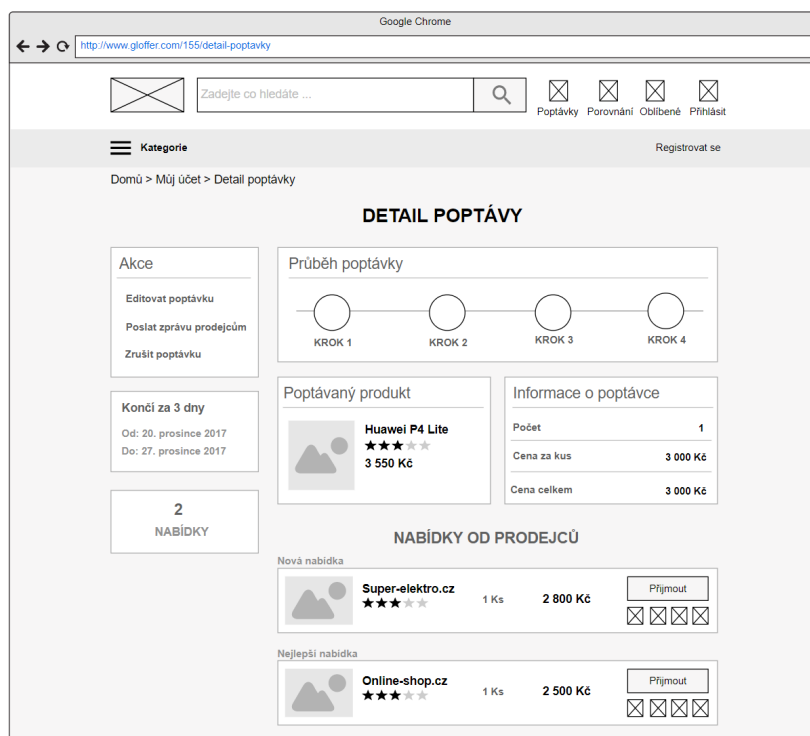 Google Chrome
http://www.gloffer.com/155/detail-poptavky
Zadejte co hledáte ...
Poptávky Porovnání Oblíbené Přihlásit
Kategorie
Registrovat se
Domů > Můj účet > Detail poptávky
DETAIL POPTÁVY
Akce
Editovat poptávku
Poslat zprávu prodejcům
Zrušit poptávku
Průběh poptávky
KROK 1 KROK 2 KROK 3 KROK 4
Končí za 3 dny
Od: 20. prosince 2017
Do: 27. prosince 2017
2
NABÍDKY
Poptávaný produkt
Huawei P4 Lite
3 550 Kč
Informace o poptávce
Počet 1
Cena za kus 3 000 Kč
Cena celkem 3 000 Kč
NABÍDKY OD PRODEJCŮ
Nová nabídka
Super-elektro.cz 1 Ks 2 800 Kč Přijmout
Nejlepší nabídka
Online-shop.cz 1 Ks 2 500 Kč Přijmout